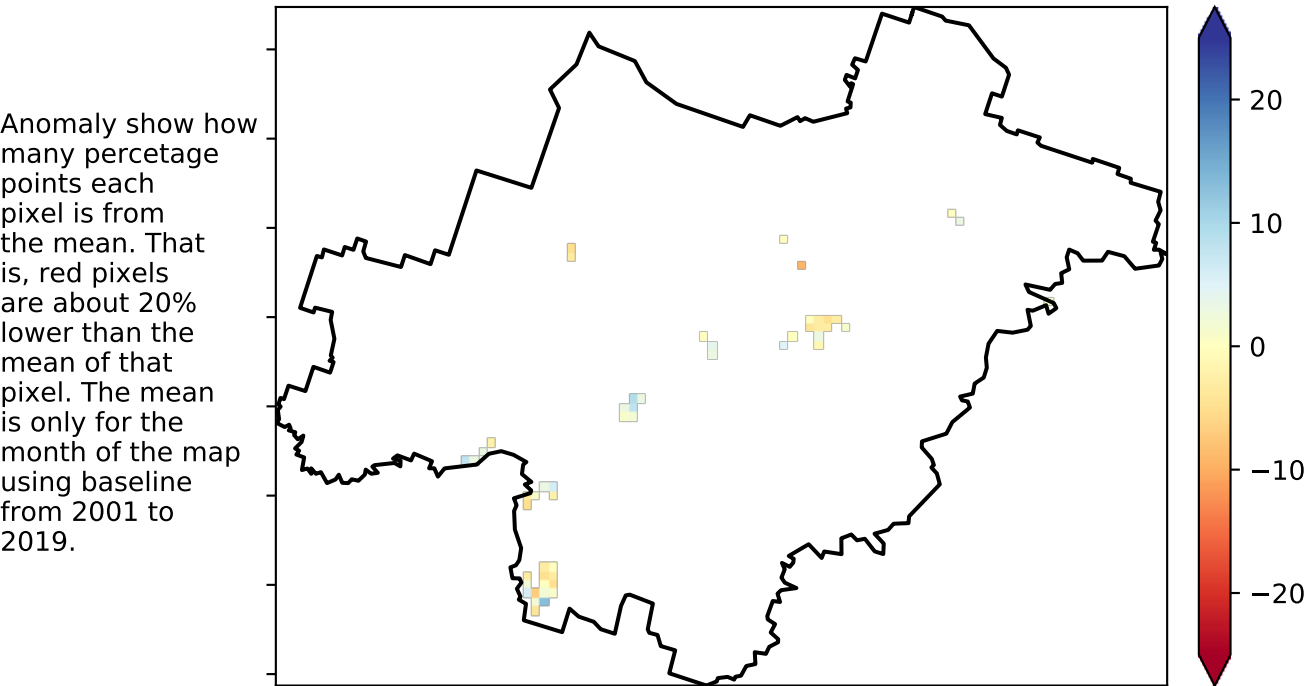 Anomaly show how
many percetage
points each
pixel is from
the mean. That
is, red pixels
are about 20%
lower than the
mean of that
pixel. The mean
is only for the
month of the map
using baseline
from 2001 to
2019.
20
10
0
−10
−20